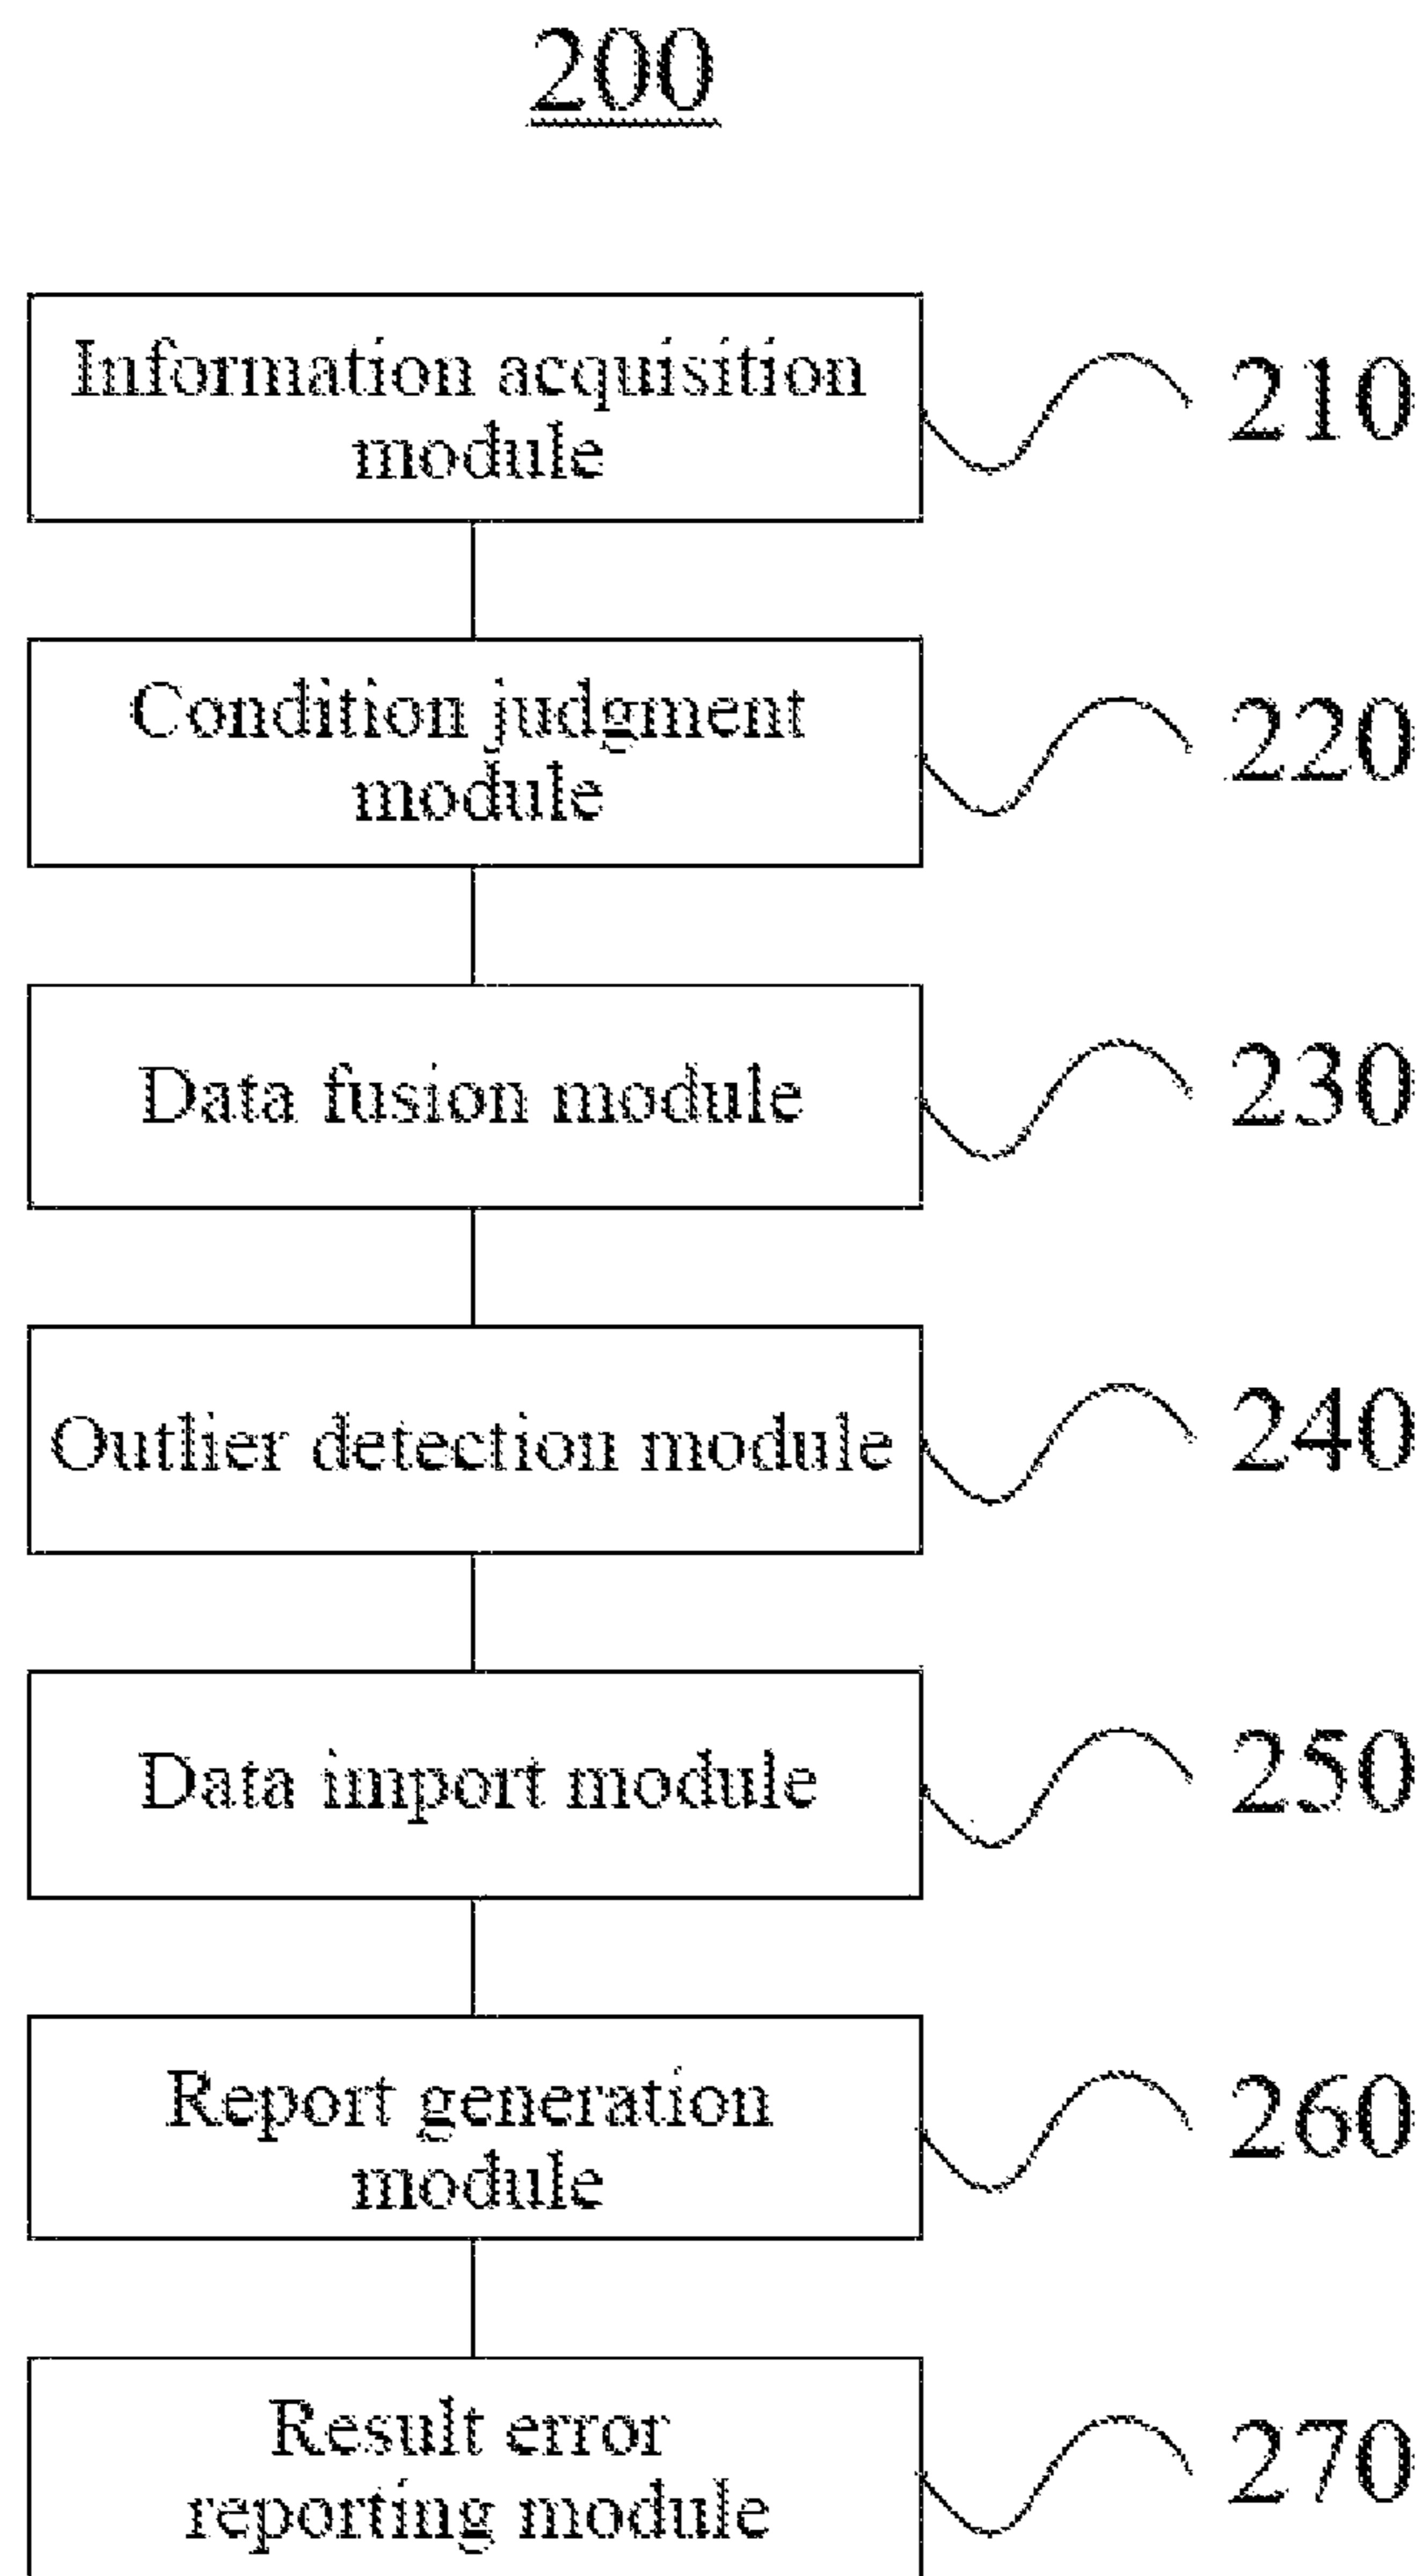 200
Information acquisition
module
210
Condition judgment
module
220
Data fusion module
230
Outlier detection module
240
Data import module
250
Report generation
module
260
Result error
reporting module
270